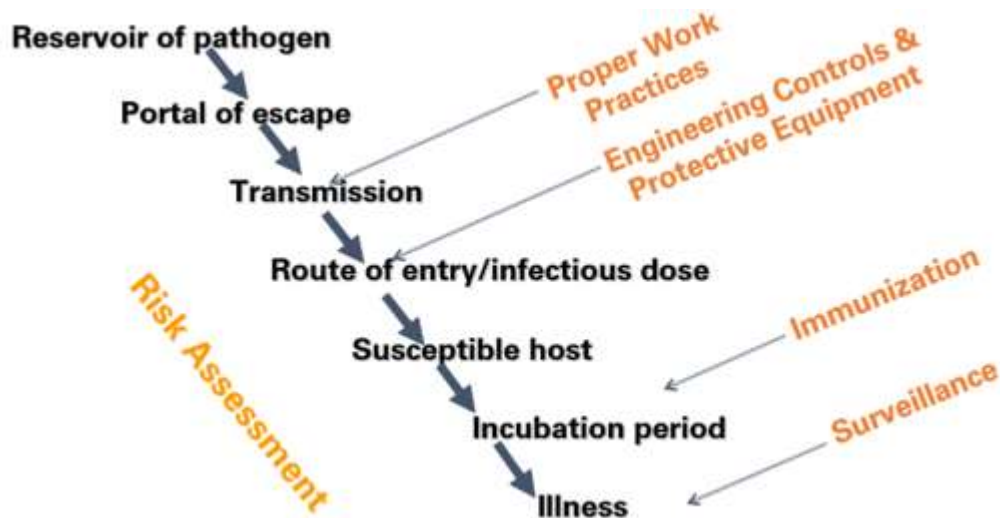 Reservoir of pathogen
Portal of escape
Transmission
Route of entry/infectious dose
Susceptible host
Incubation period
Illness
Proper Work
Practices
Engineering Controls &
Protective Equipment
Immunization
Surveillance
Risk Assessment